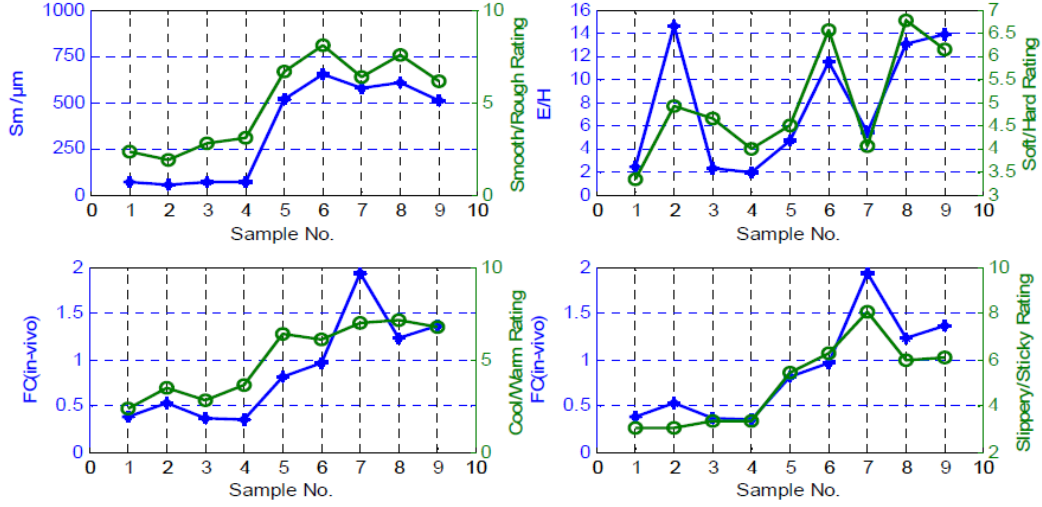 1000
750
500
250
0
Sm /µm
10
5
0
Smooth/Rough Rating
0 1 2 3 4 5 6 7 8 9 10
Sample No.
16
14
12
10
8
6
4
2
0
E/H
7
6.5
6
5.5
5
4.5
4
3.5
3
Soft/Hard Rating
0 1 2 3 4 5 6 7 8 9 10
Sample No.
2
1.5
1
0.5
0
FC(in-vivo)
10
5
0
Cool/Warm Rating
0 1 2 3 4 5 6 7 8 9 10
Sample No.
2
1.5
1
0.5
0
FC(in-vivo)
10
8
6
4
2
Slippery/Sticky Rating
0 1 2 3 4 5 6 7 8 9 10
Sample No.